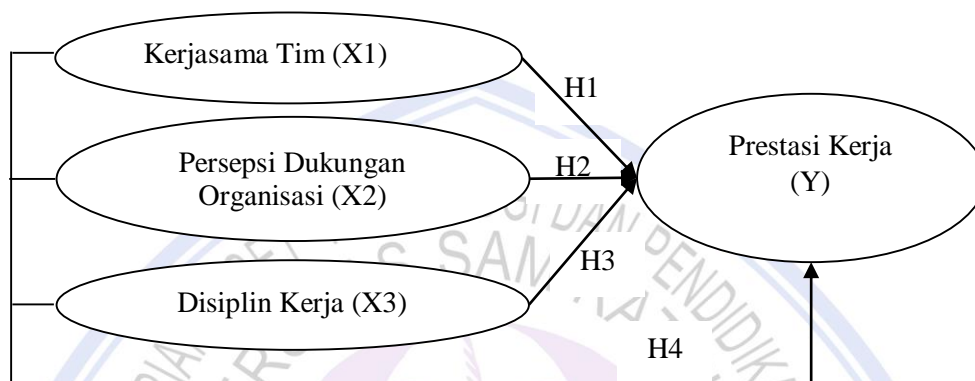 Kerjasama Tim (X1)
H1
Persepsi Dukungan
Organisasi (X2)
H2
Prestasi Kerja
(Y)
H3
Disiplin Kerja (X3)
H4